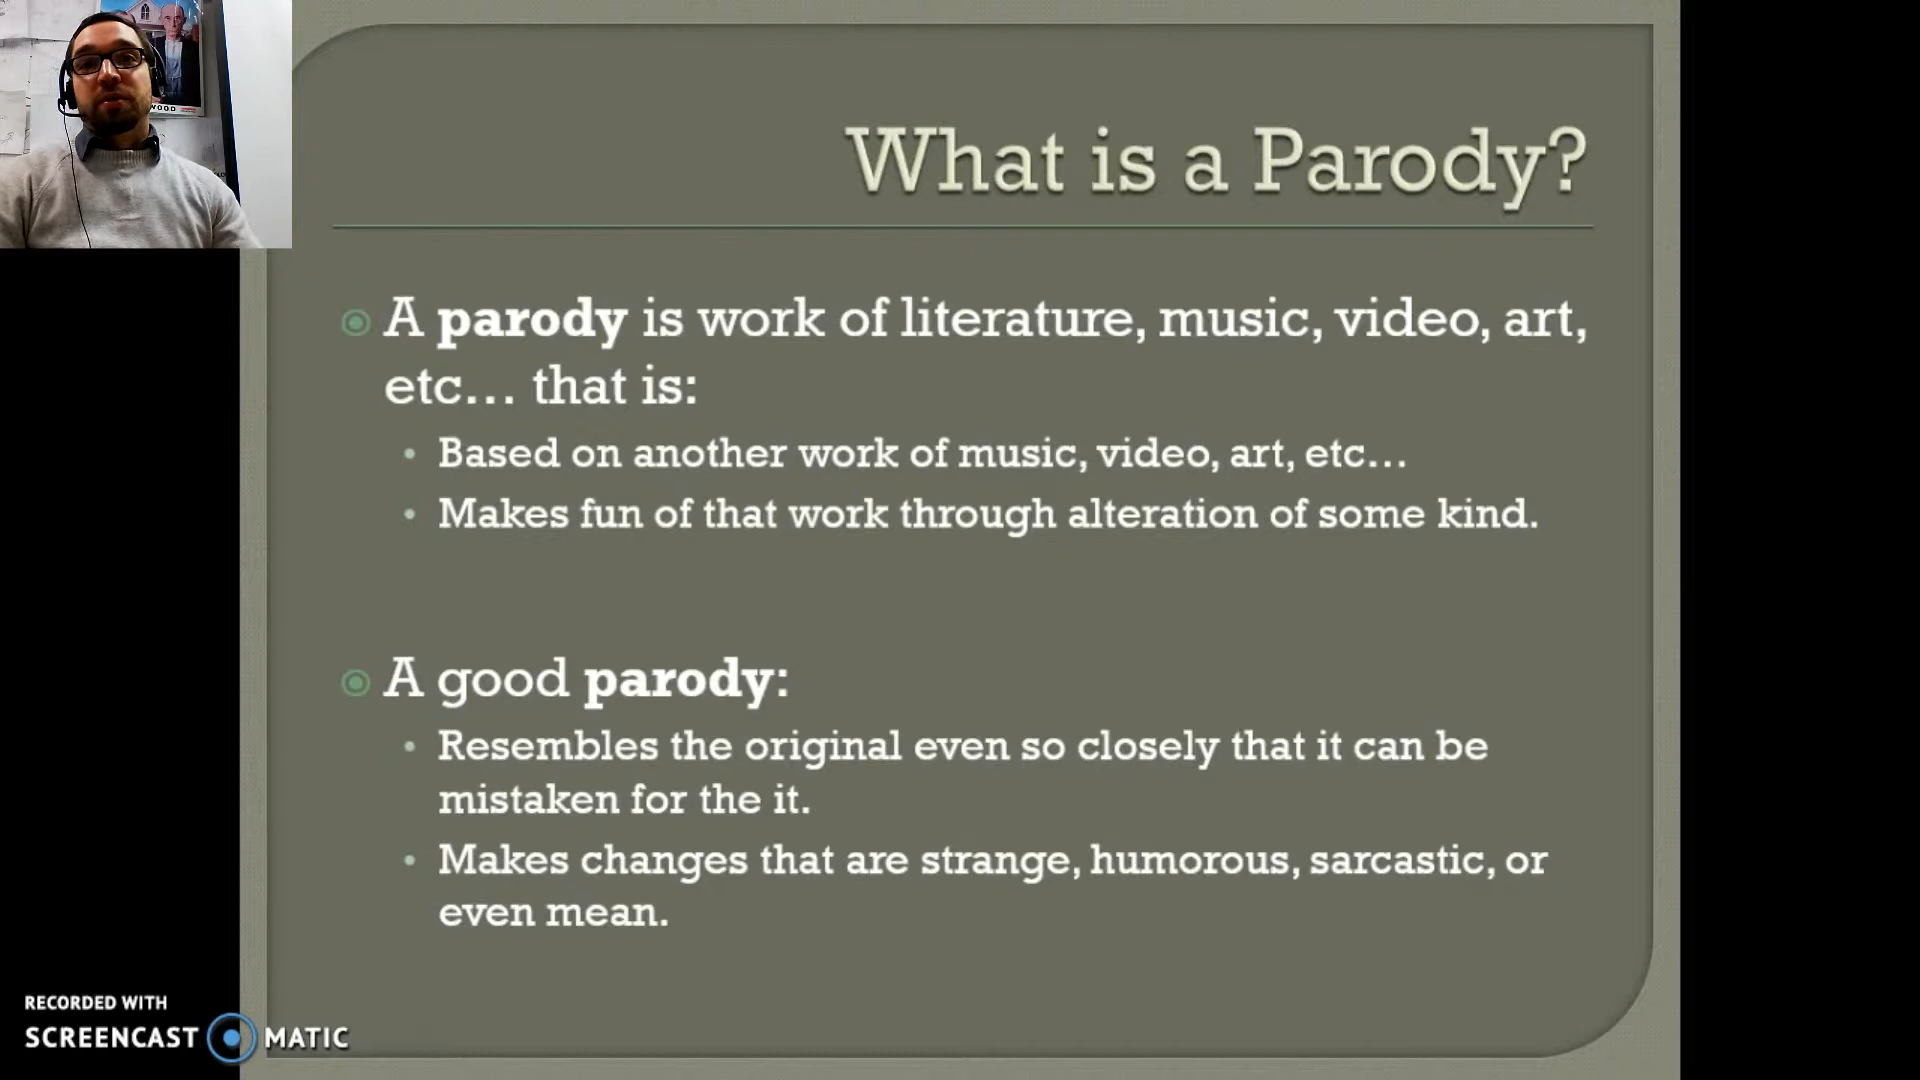 WOOD
What is a Parody?
A parody is work of literature, music, video, art,
etc... that is:
Based on another work of music, video, art, etc...
Makes fun of that work through alteration of some kind.
A good parody:
Resembles the original even so closely that it can be
mistaken for the it.
Makes changes that are strange, humorous, sarcastic, or
even mean.
RECORDED WITH
SCREENCAST MATIC